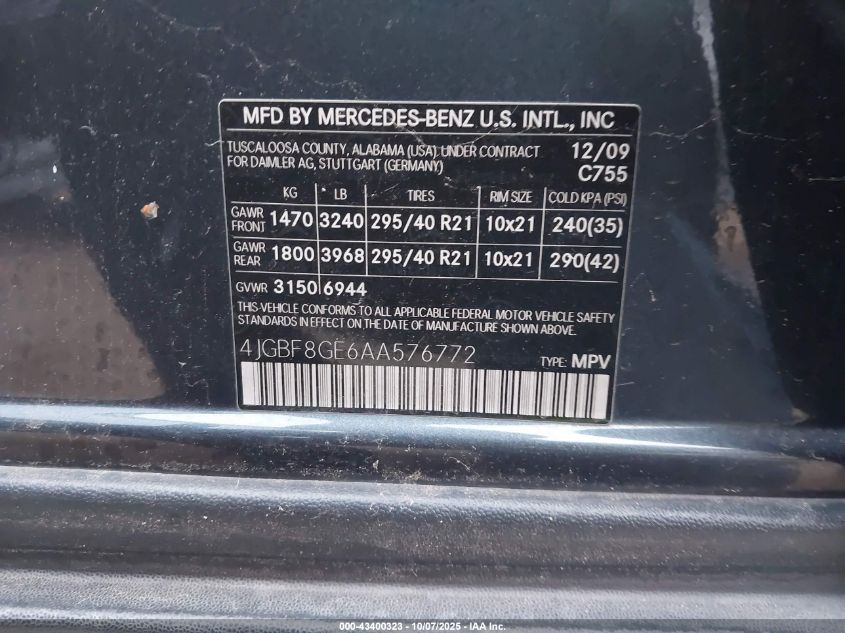 MFD BY MERCEDES-BENZ U.S. INTL., INC
TUSCALOOSA COUNTY, ALABAMA (USA) UNDER CONTRACT 12/09
FOR DAIMLER AG, STUTTGART (GERMANY) C755
KG LB TIRES RIM SIZE COLD KPA (PSI)
GAWR FRONT 1470 3240 295/40 R21 10x21 240(35)
GAWR REAR 1800 3968 295/40 R21 10x21 290(42)
GVWR 3150 6944
THIS VEHICLE CONFORMS TO ALL APPLICABLE FEDERAL MOTOR VEHICLE SAFETY
STANDARDS IN EFFECT ON THE DATE OF MANUFACTURE SHOWN ABOVE.
4JGBF8GE6AA576772 TYPE: MPV
000-43400323 - 10/07/2025 - IAA Inc.